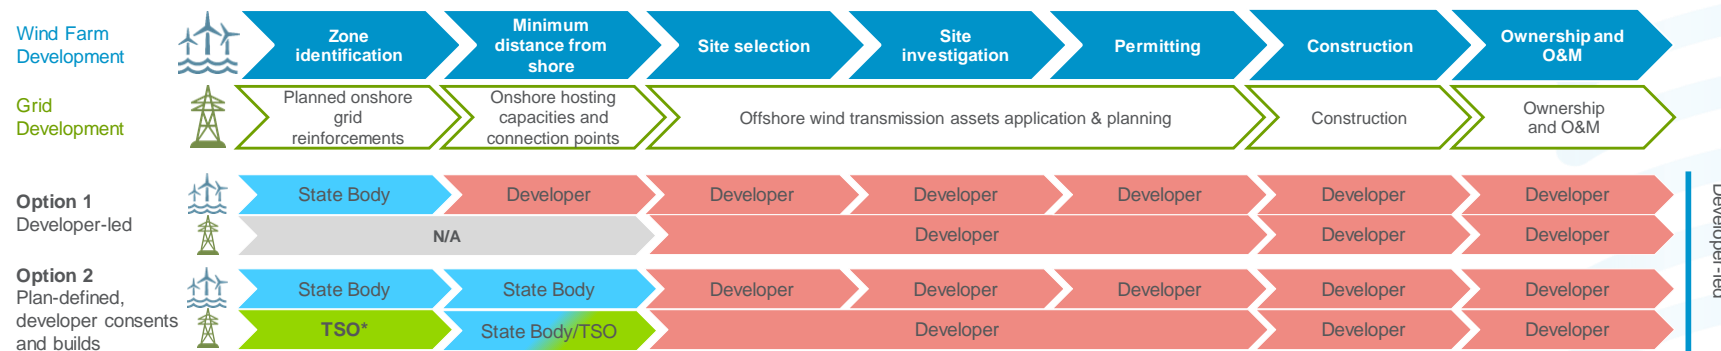 Wind Farm
Development
Zone
identification
Minimum
distance from
shore
Site selection
Site
investigation
Permitting
Construction
Ownership and
O&M
Grid
Development
Planned onshore
grid
reinforcements
Onshore hosting
capacities and
connection points
Offshore wind transmission assets application & planning
Construction
Ownership
and O&M
Option 1
Developer-led
State Body
Developer
Developer
Developer
Developer
Developer
Developer
N/A
Developer
Developer
Developer
Option 2
Plan-defined,
developer consents
and builds
State Body
State Body
Developer
Developer
Developer
Developer
Developer
TSO*
State Body/TSO
Developer
Developer
Developer
Developer-led